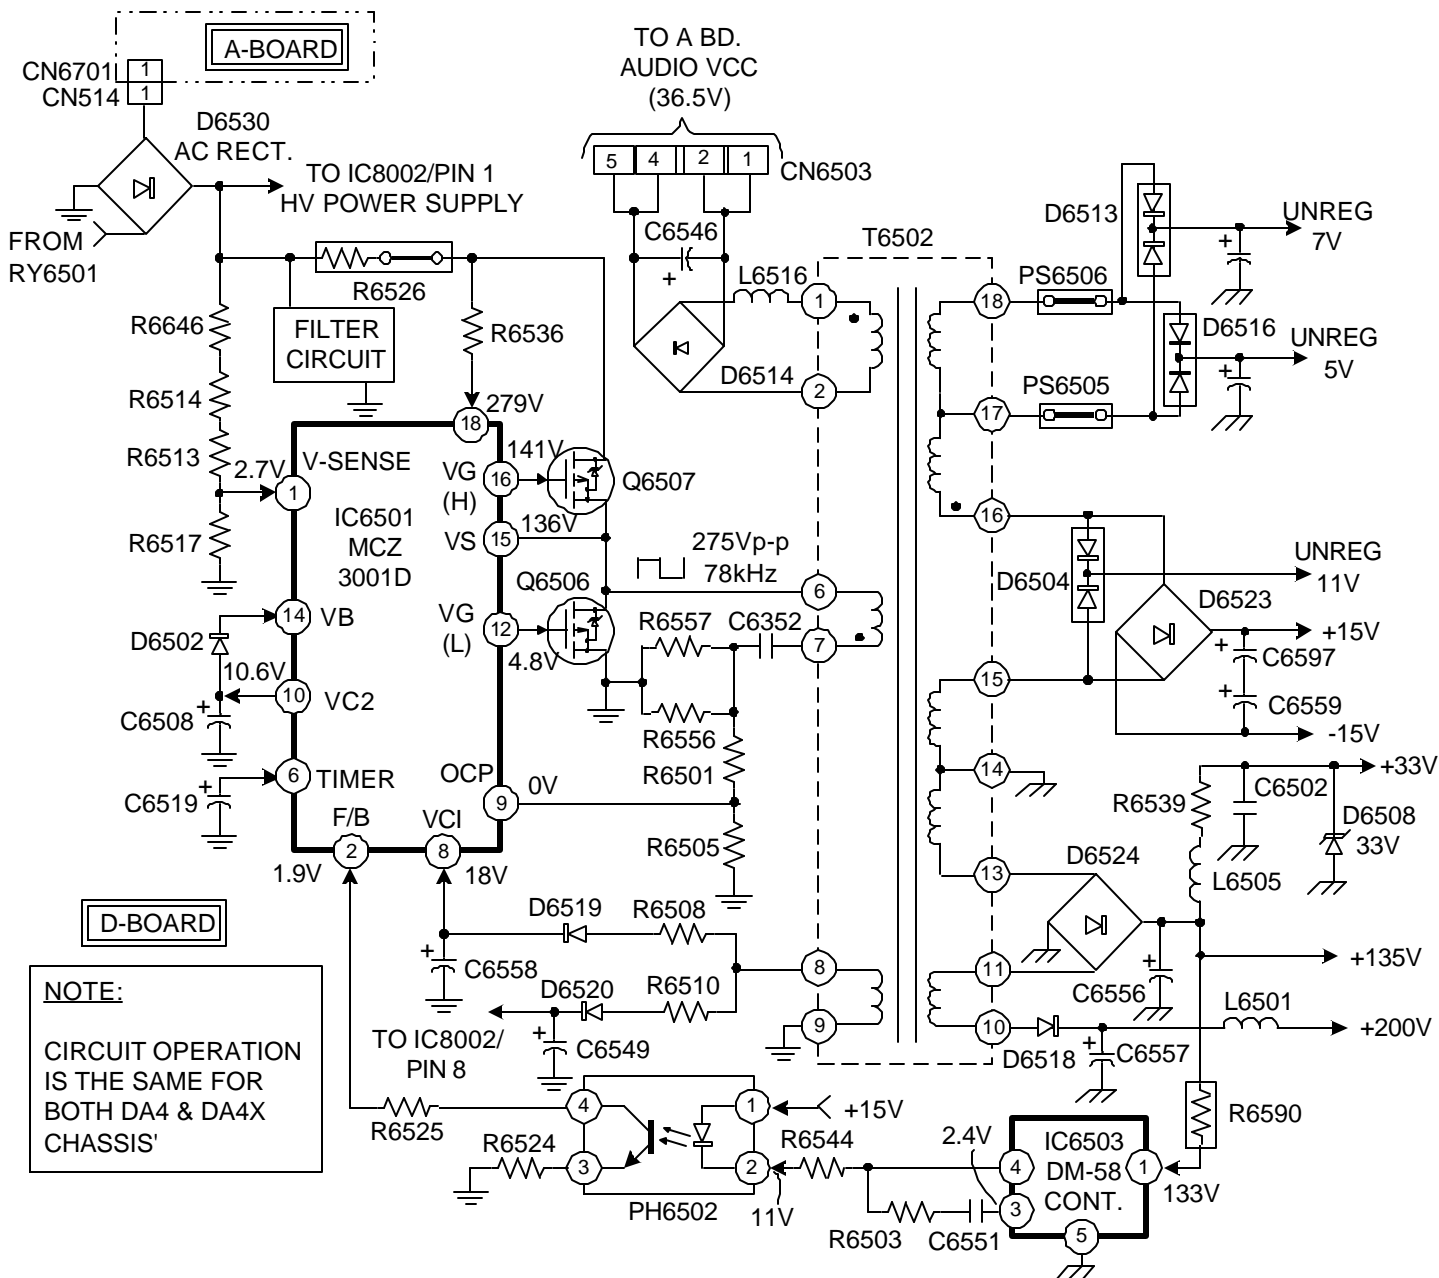 A-BOARD
CN6701
1
CN514
1
D6530
AC RECT.
TO IC8002/PIN 1
HV POWER SUPPLY
FROM
RY6501
TO A BD.
AUDIO VCC
(36.5V)
5
4
2
1
CN6503
C6546
+
L6516
D6514
T6502
1
2
R6526
R6646
FILTER
CIRCUIT
R6536
R6514
R6513
R6517
279V
18
2.7V
V-SENSE
1
IC6501
MCZ
3001D
VG
(H)
16
141V
Q6507
VS
15
136V
Q6506
VG
(L)
12
4.8V
275Vp-p
78kHz
6
7
R6557
C6352
R6556
R6501
R6505
D6502
14
VB
10.6V
10
VC2
+
C6508
6
TIMER
+
C6519
OCP
9
0V
F/B
2
1.9V
VCI
8
18V
D-BOARD
NOTE:
CIRCUIT OPERATION
IS THE SAME FOR
BOTH DA4 & DA4X
CHASSIS'
D6519
R6508
+
C6558
D6520
R6510
+
C6549
TO IC8002/
PIN 8
8
9
18
PS6506
D6513
UNREG
7V
+
D6516
UNREG
5V
+
17
PS6505
16
D6504
UNREG
11V
D6523
+15V
+
C6597
+
C6559
-15V
15
14
+33V
R6539
C6502
D6508
33V
L6505
13
D6524
11
+
C6556
+135V
10
D6518
+
C6557
L6501
+200V
R6590
R6525
4
1
+15V
R6524
3
2
PH6502
11V
R6544
2.4V
IC6503
DM-58
CONT.
4
1
3
5
133V
R6503
C6551